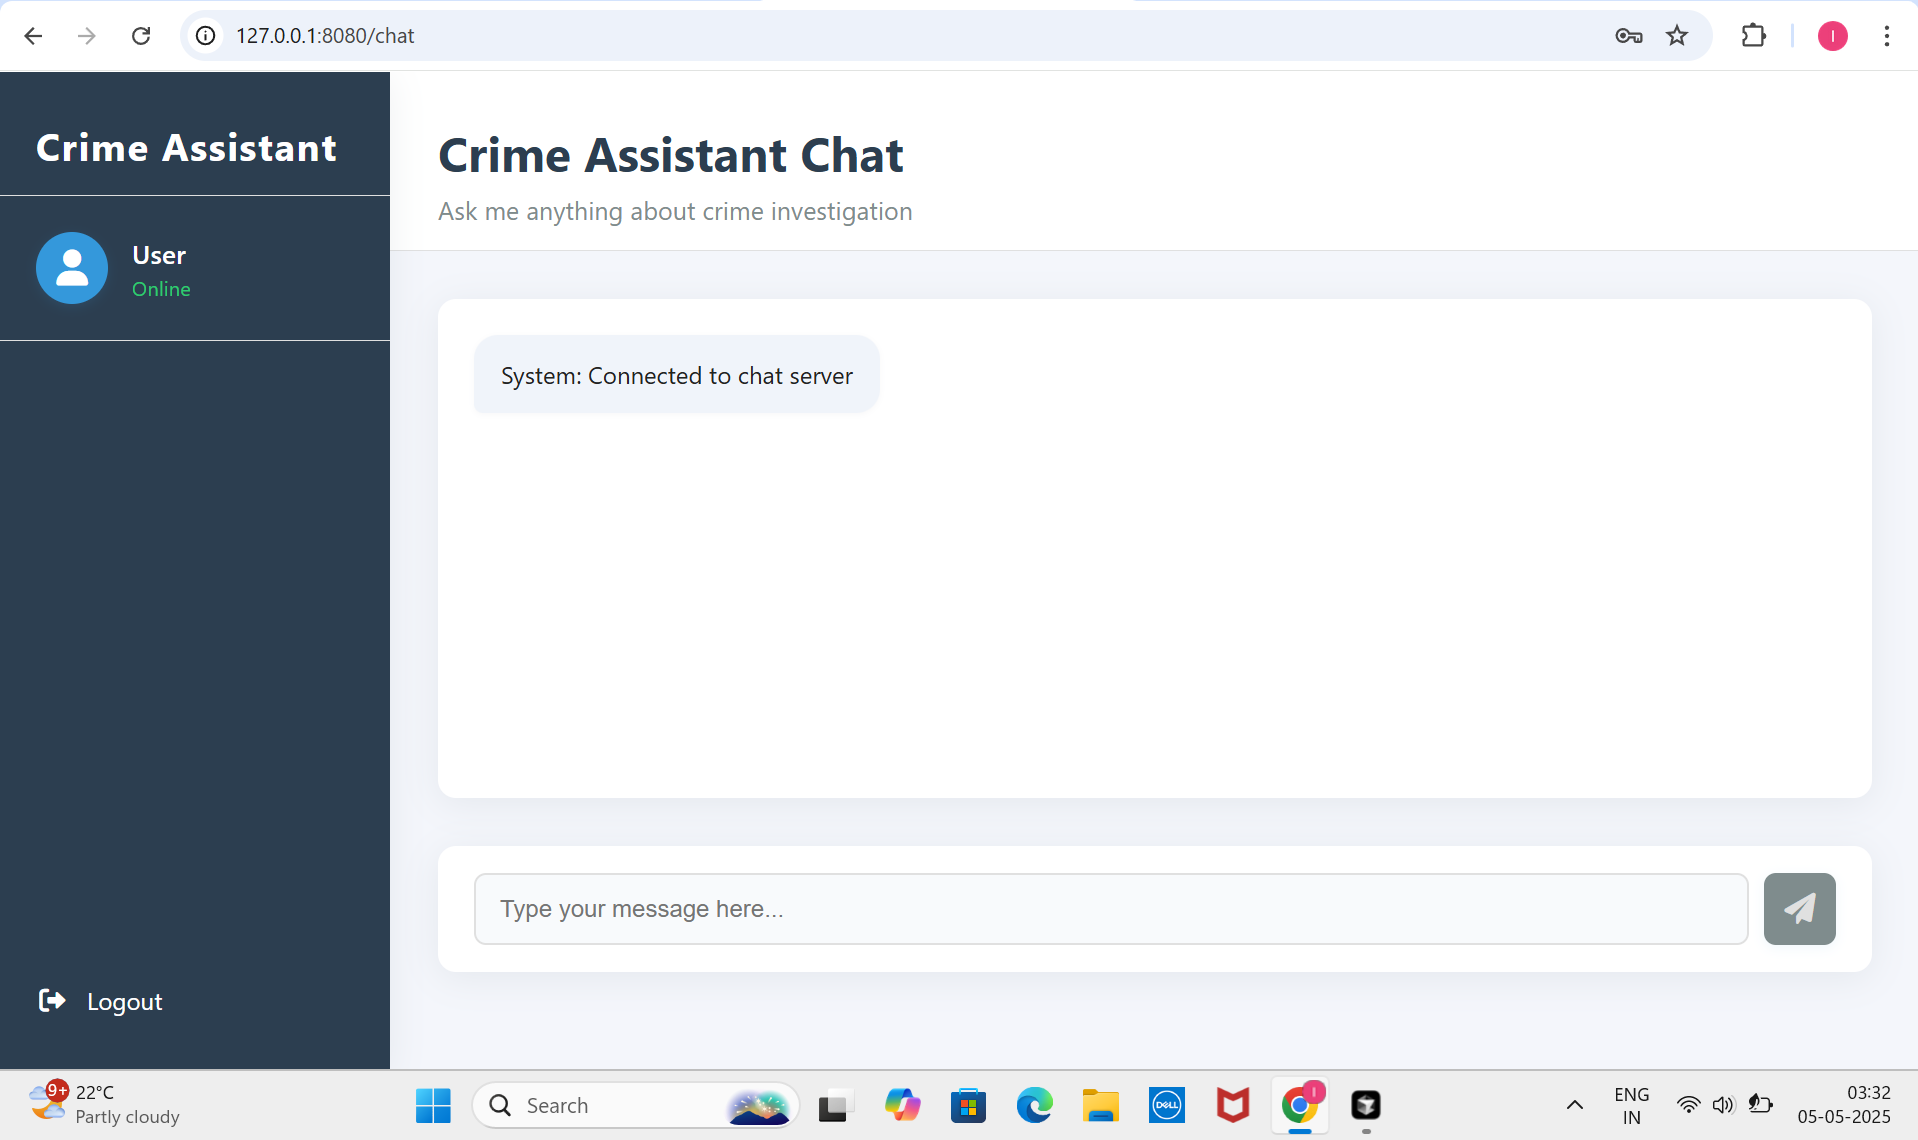 127.0.0.1:8080/chat
I
Crime Assistant
User
Online
Logout
Crime Assistant Chat
Ask me anything about crime investigation
System: Connected to chat server
Type your message here...
9+
22°C
Partly cloudy
Search
DELL
I
ENG
IN
03:32
05-05-2025